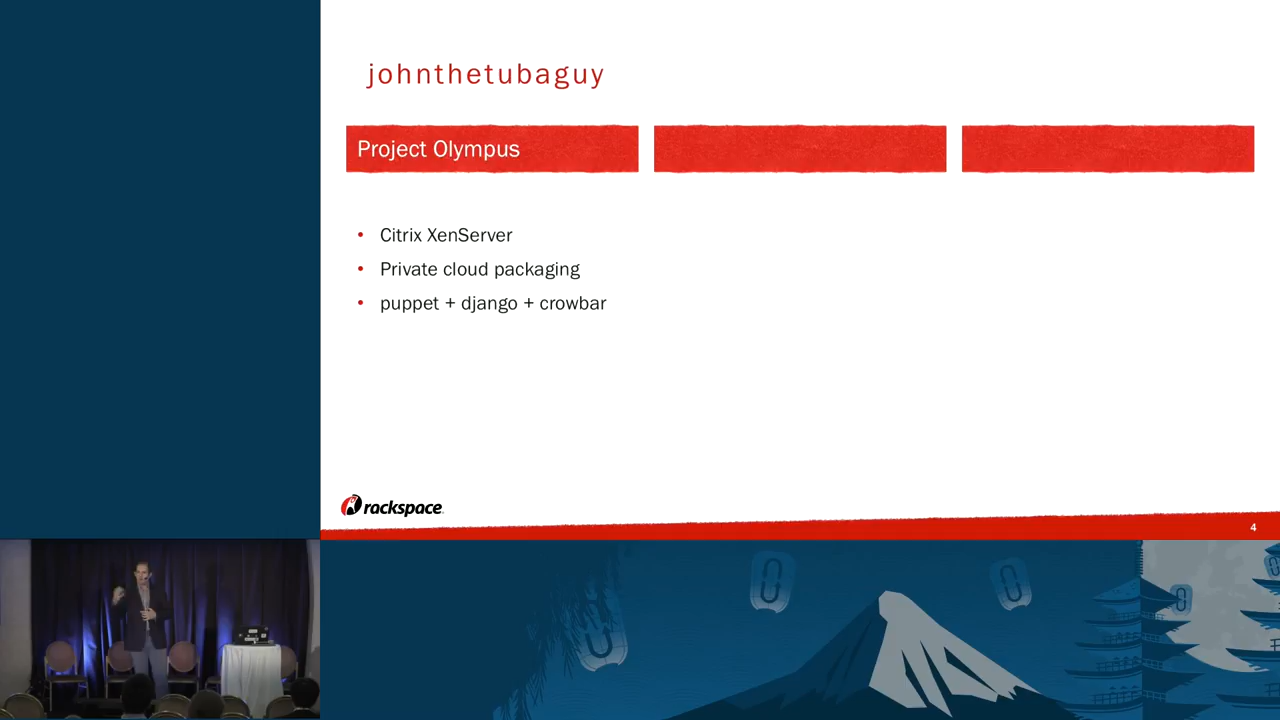 johnthetubaguy
Project Olympus
• Citrix XenServer
• Private cloud packaging
• puppet + django + crowbar
rackspace
4